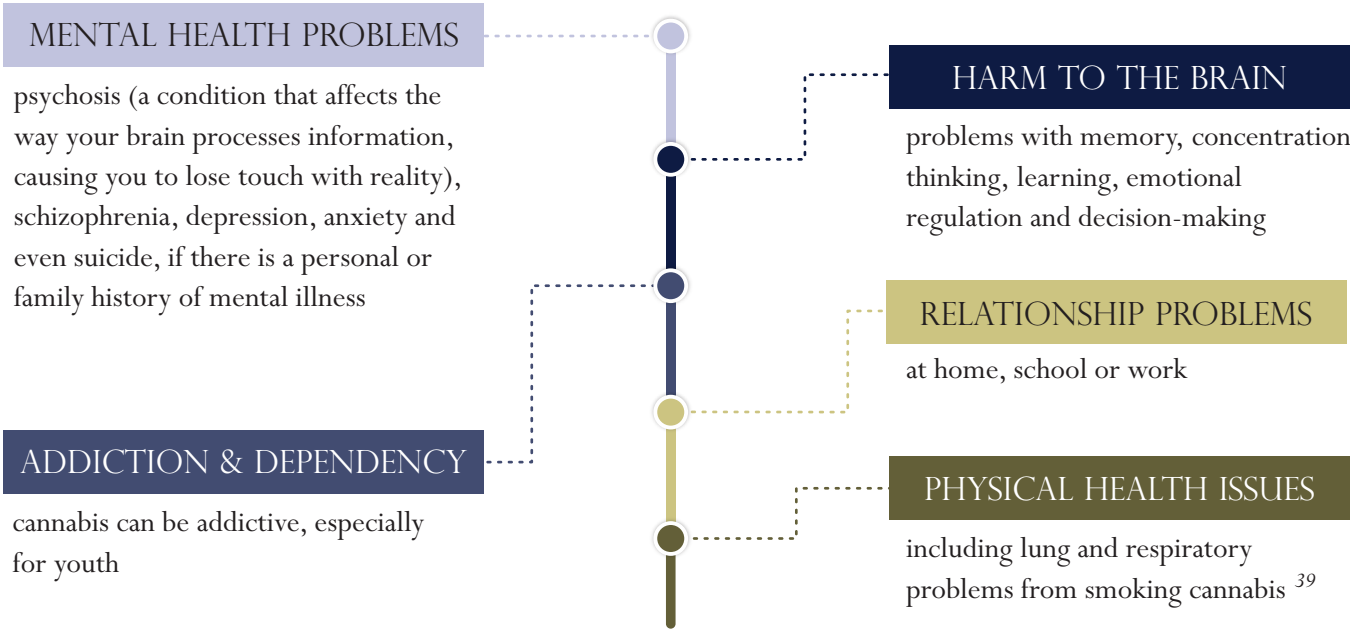 MENTAL HEALTH PROBLEMS
psychosis (a condition that affects the
way your brain processes information,
causing you to lose touch with reality),
schizophrenia, depression, anxiety and
even suicide, if there is a personal or
family history of mental illness
HARM TO THE BRAIN
problems with memory, concentration
thinking, learning, emotional
regulation and decision-making
ADDICTION & DEPENDENCY
cannabis can be addictive, especially
for youth
RELATIONSHIP PROBLEMS
at home, school or work
PHYSICAL HEALTH ISSUES
including lung and respiratory
problems from smoking cannabis 39